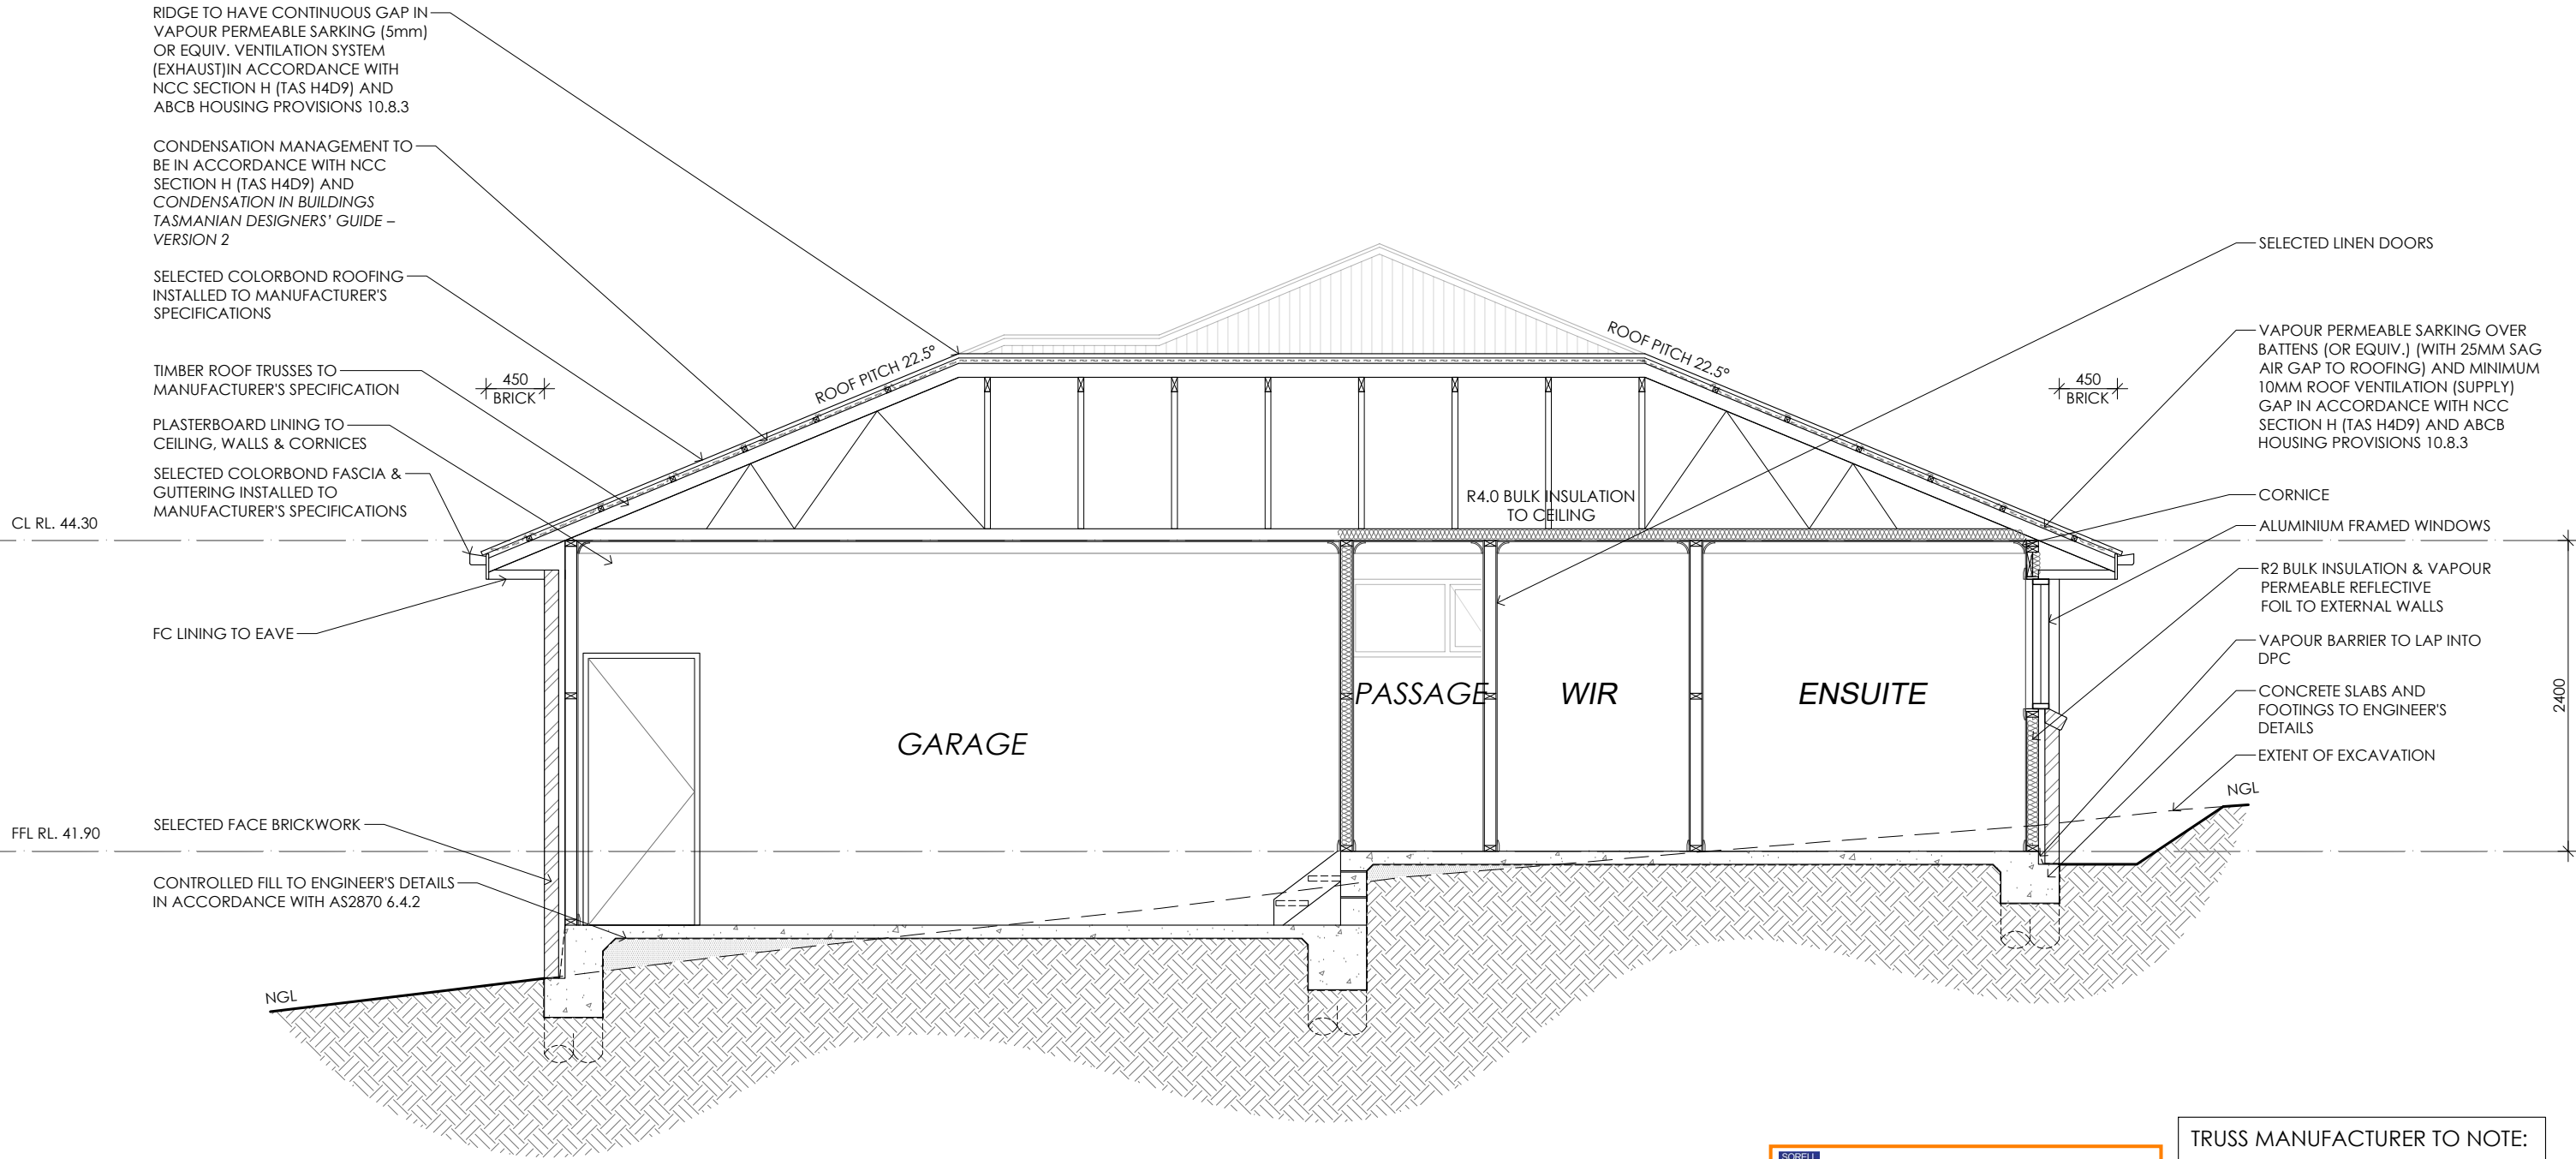 RIDGE TO HAVE CONTINUOUS GAP IN
VAPOUR PERMEABLE SARKING (5mm)
OR EQUIV. VENTILATION SYSTEM
(EXHAUST)IN ACCORDANCE WITH
NCC SECTION H (TAS H4D9) AND
ABCB HOUSING PROVISIONS 10.8.3
CONDENSATION MANAGEMENT TO
BE IN ACCORDANCE WITH NCC
SECTION H (TAS H4D9) AND
CONDENSATION IN BUILDINGS
TASMANIAN DESIGNERS' GUIDE –
VERSION 2
SELECTED COLORBOND ROOFING
INSTALLED TO MANUFACTURER'S
SPECIFICATIONS
TIMBER ROOF TRUSSES TO
MANUFACTURER'S SPECIFICATION
PLASTERBOARD LINING TO
CEILING, WALLS & CORNICES
SELECTED COLORBOND FASCIA &
GUTTERING INSTALLED TO
MANUFACTURER'S SPECIFICATIONS
CL RL. 44.30
FC LINING TO EAVE
FFL RL. 41.90
SELECTED FACE BRICKWORK
CONTROLLED FILL TO ENGINEER'S DETAILS
IN ACCORDANCE WITH AS2870 6.4.2
NGL
450
BRICK
ROOF PITCH 22.5°
ROOF PITCH 22.5°
R4.0 BULK INSULATION
TO CEILING
GARAGE
PASSAGE
WIR
ENSUITE
450
BRICK
SELECTED LINEN DOORS
VAPOUR PERMEABLE SARKING OVER
BATTENS (OR EQUIV.) (WITH 25MM SAG
AIR GAP TO ROOFING) AND MINIMUM
10MM ROOF VENTILATION (SUPPLY)
GAP IN ACCORDANCE WITH NCC
SECTION H (TAS H4D9) AND ABCB
HOUSING PROVISIONS 10.8.3
CORNICE
ALUMINIUM FRAMED WINDOWS
R2 BULK INSULATION & VAPOUR
PERMEABLE REFLECTIVE
FOIL TO EXTERNAL WALLS
VAPOUR BARRIER TO LAP INTO
DPC
CONCRETE SLABS AND
FOOTINGS TO ENGINEER'S
DETAILS
EXTENT OF EXCAVATION
NGL
2400
TRUSS MANUFACTURER TO NOTE:
SORELL